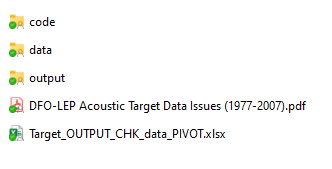 code
data
output
DFO-LEP Acoustic Target Data Issues (1977-2007).pdf
Target_OUTPUT_CHK_data_PIVOT.xlsx